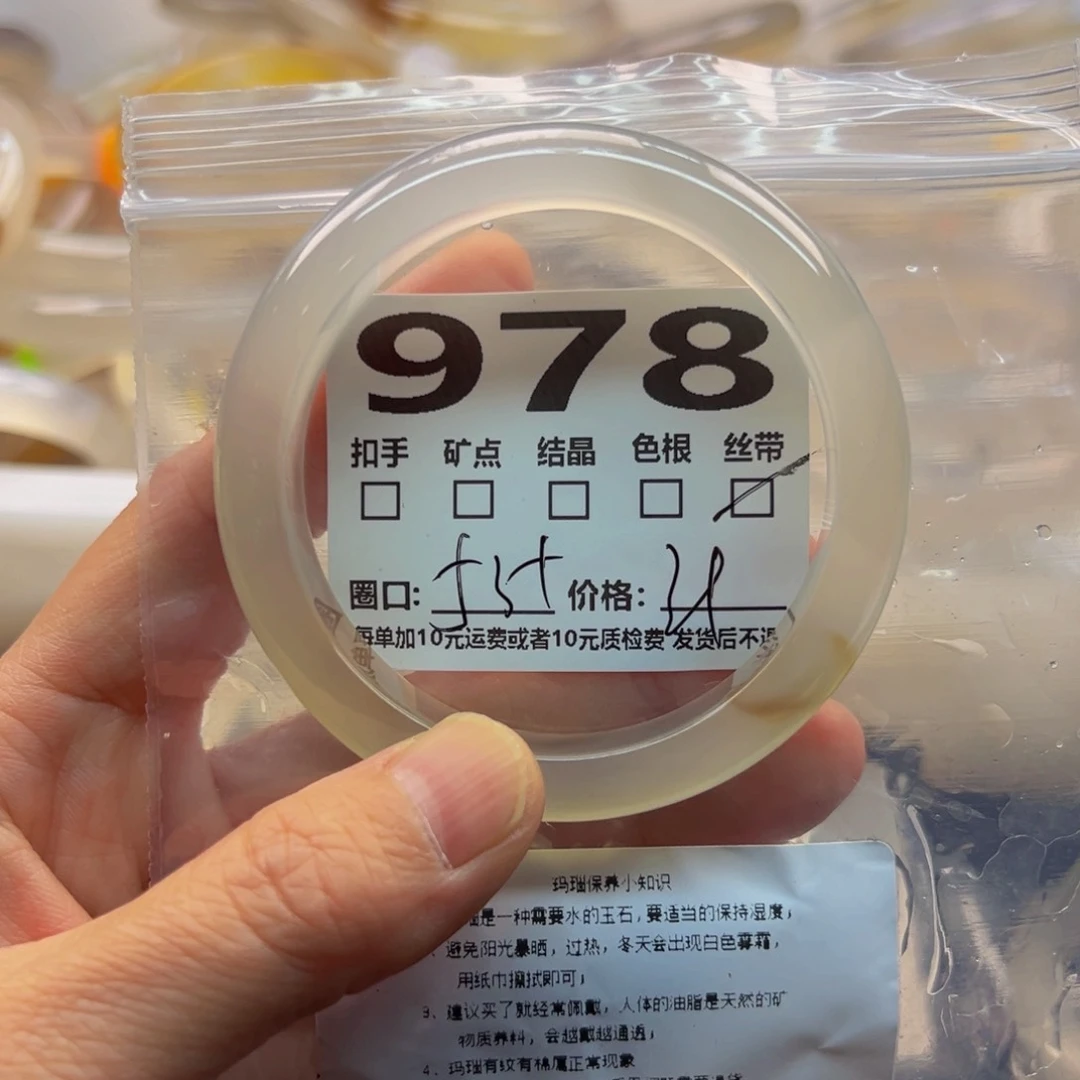 978
扣手 矿点 结晶 色根 丝带
圈口: 价格:
每单加10元运费或者10元质检费 发货后不退
玛瑙保养小知识
是一种需要水的玉石，要适当的保持湿度，
避免阳光暴晒，过热，冬天会出现白色雾霜，
用纸巾擦拭即可；
3、建议买了就经常佩戴，人体的油脂是天然的矿
物质养料，会越戴越通透；
4、玛瑙有纹有棉属正常现象